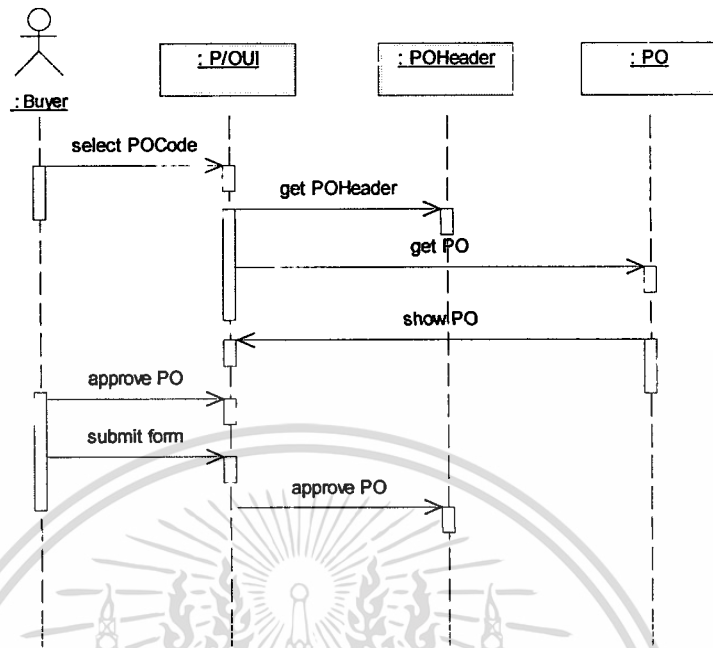 : P/OUI
: POHeader
: PO
: Buyer
select POCode
get POHeader
get PO
show PO
approve PO
submit form
approve PO